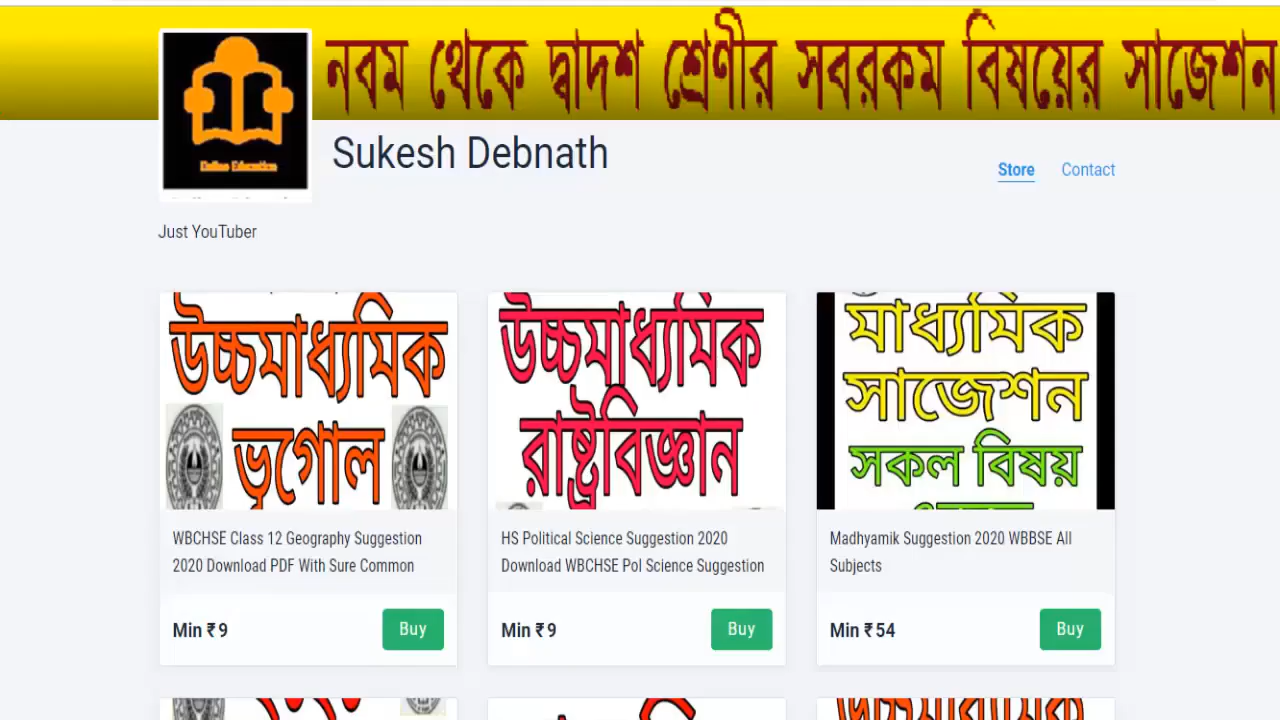 নবম থেকে দ্বাদশ শ্রেণীর সবরকম বিষয়ের সাজেশন
Online Education
Sukesh Debnath
Store
Contact
Just YouTuber
উচ্চমাধ্যমিক
ভূগোল
উচ্চমাধ্যমিক
রাষ্ট্রবিজ্ঞান
মাধ্যমিক
সাজেশন
সকল বিষয়
WBCHSE Class 12 Geography Suggestion
2020 Download PDF With Sure Common
HS Political Science Suggestion 2020
Download WBCHSE Pol Science Suggestion
Madhyamik Suggestion 2020 WBBSE All
Subjects
Min ₹ 9
Buy
Min ₹ 9
Buy
Min ₹ 54
Buy